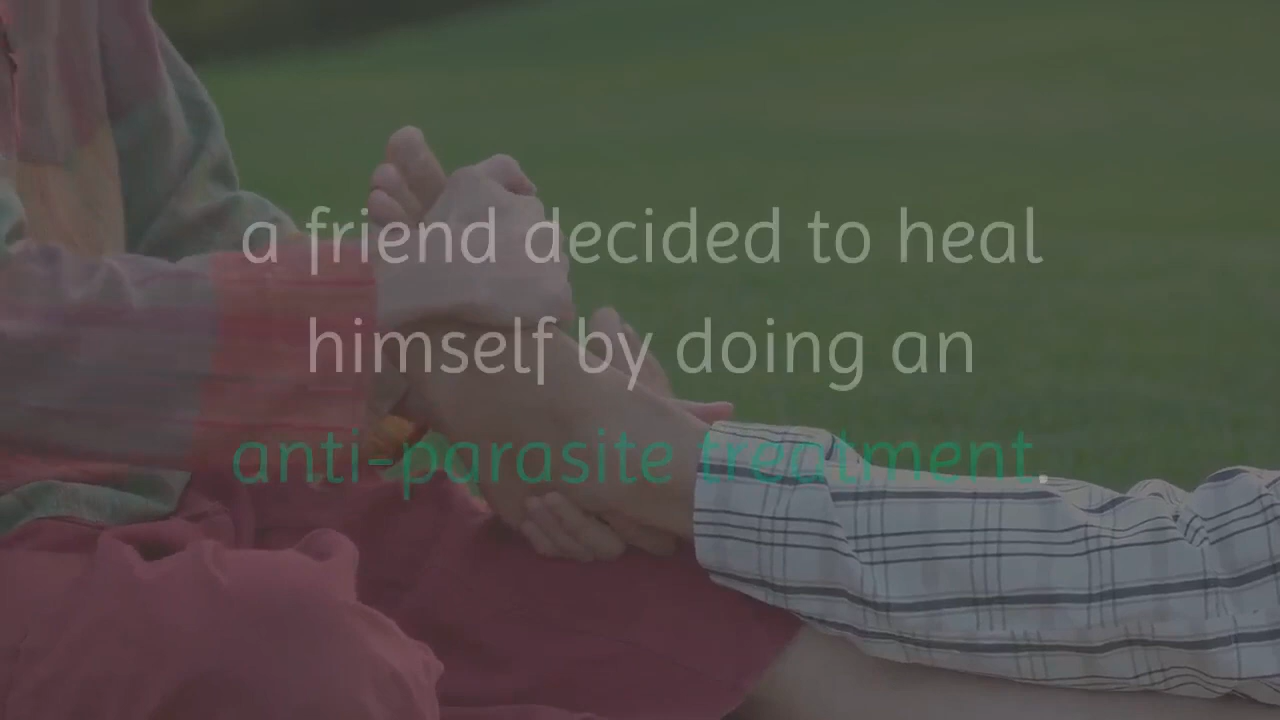 a friend decided to heal
himself by doing an
anti-parasite treatment.